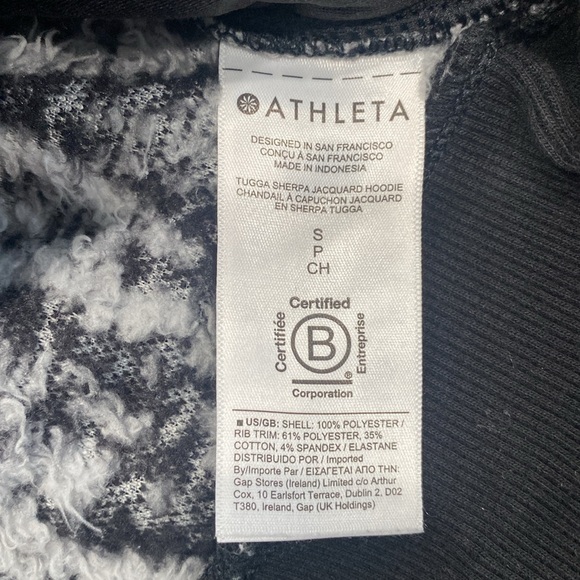 ATHLETA
DESIGNED IN SAN FRANCISCO
CONÇU À SAN FRANCISCO
MADE IN INDONESIA
TUGGA SHERPA JACQUARD HOODIE
CHANDAIL À CAPUCHON JACQUARD
EN SHERPA TUGGA
S
P
CH
Certified
Certifiée
B
Entreprise
®
Corporation
■ US/GB: SHELL: 100% POLYESTER /
RIB TRIM: 61% POLYESTER, 35%
COTTON, 4% SPANDEX / ELASTANE
DISTRIBUIDO POR / Imported
By/Importe Par / ΕΙΣΑΓΕΤΑΙ ΑΠΟ ΤΗΝ:
Gap Stores (Ireland) Limited c/o Arthur
Cox, 10 Earlsfort Terrace, Dublin 2, D02
T380, Ireland, Gap (UK Holdings)